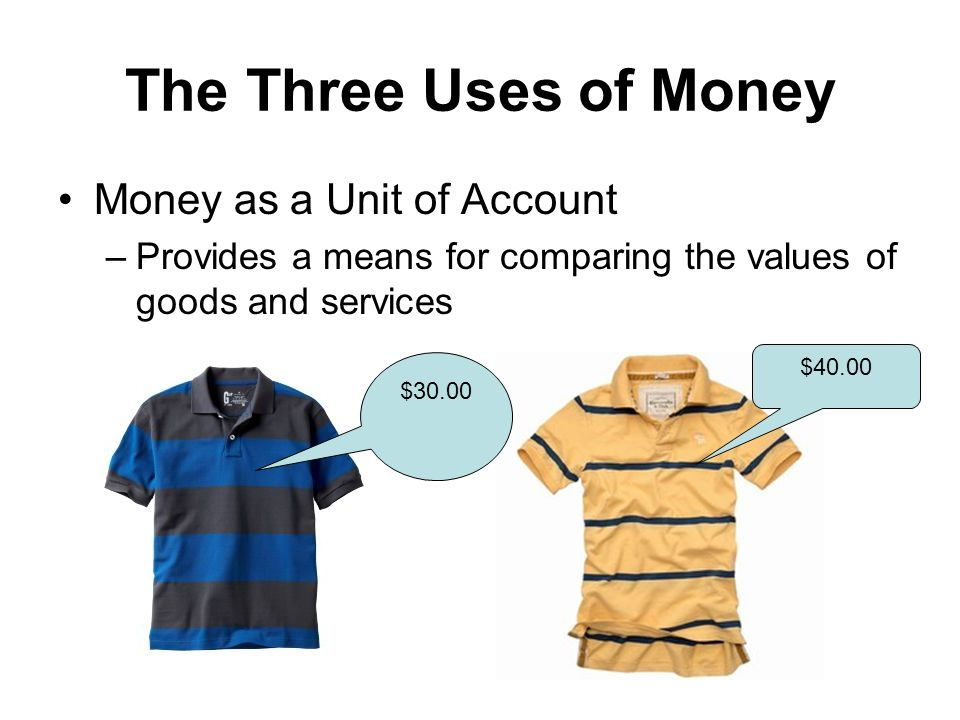 The Three Uses of Money
• Money as a Unit of Account
– Provides a means for comparing the values of
goods and services
$30.00
$40.00